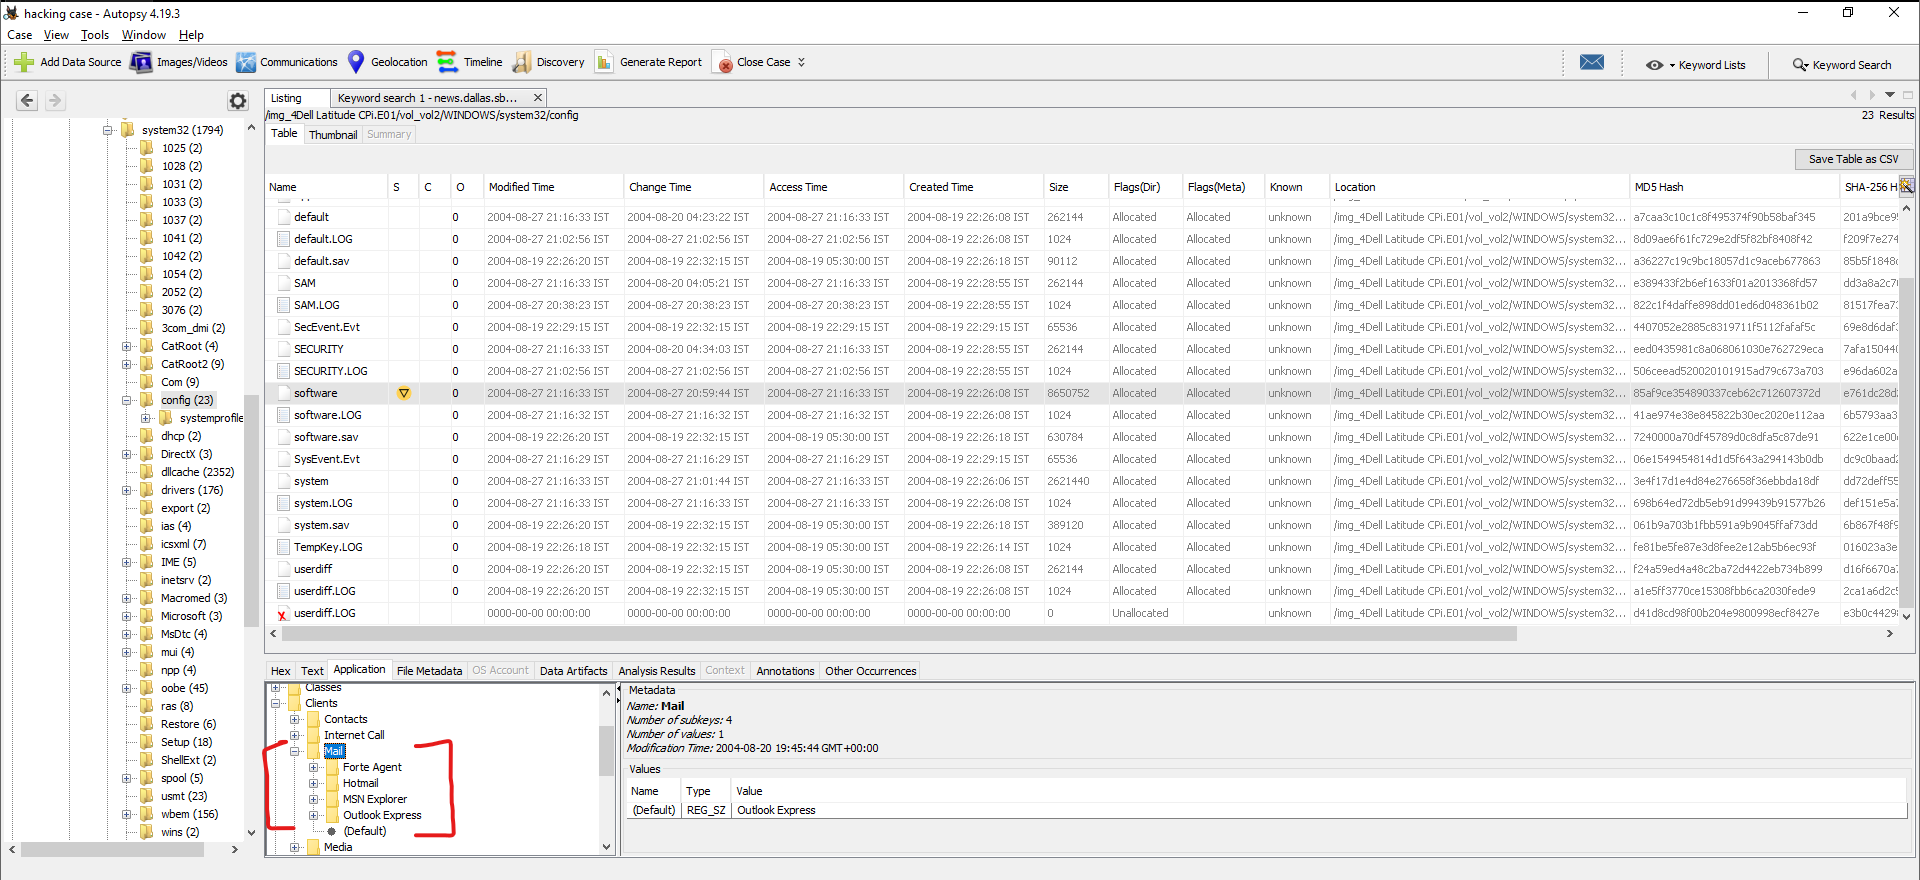 hacking case - Autopsy 4.19.3
Case View Tools Window Help
Add Data Source Images/Videos Communications Geolocation Timeline Discovery Generate Report Close Case Keyword Lists Keyword Search
Listing Keyword search 1 - news.dallas.sb...
/img_4Dell Latitude CPi.E01/vol_vol2/WINDOWS/system32/config 23 Results
Table Thumbnail Summary
Save Table as CSV
Name S C O Modified Time Change Time Access Time Created Time Size Flags(Dir) Flags(Meta) Known Location MD5 Hash SHA-256 H
default 0 2004-08-27 21:16:33 IST 2004-08-20 04:23:22 IST 2004-08-27 21:16:33 IST 2004-08-19 22:26:08 IST 262144 Allocated Allocated unknown /img_4Dell Latitude CPi.E01/vol_vol2/WINDOWS/system32... a7caa3c10c1c8f495374f90b58baf345 201a9bce95
default.LOG 0 2004-08-27 21:02:56 IST 2004-08-27 21:02:56 IST 2004-08-27 21:02:56 IST 2004-08-19 22:26:08 IST 1024 Allocated Allocated unknown /img_4Dell Latitude CPi.E01/vol_vol2/WINDOWS/system32... 8d09ae6f61fc729e2df5f82bf8408f42 f209f7e274
default.sav 0 2004-08-19 22:26:20 IST 2004-08-19 22:32:15 IST 2004-08-19 05:30:00 IST 2004-08-19 22:26:18 IST 90112 Allocated Allocated unknown /img_4Dell Latitude CPi.E01/vol_vol2/WINDOWS/system32... a36227c19c9bc18057d1c9aceb677863 85b5f1848c
SAM 0 2004-08-27 21:16:33 IST 2004-08-20 04:05:21 IST 2004-08-27 21:16:33 IST 2004-08-19 22:28:55 IST 262144 Allocated Allocated unknown /img_4Dell Latitude CPi.E01/vol_vol2/WINDOWS/system32... e389433f2b6ef1633f01a2013368fd57 dd3a8a2c70
SAM.LOG 0 2004-08-27 20:38:23 IST 2004-08-27 20:38:23 IST 2004-08-27 20:38:23 IST 2004-08-19 22:28:55 IST 1024 Allocated Allocated unknown /img_4Dell Latitude CPi.E01/vol_vol2/WINDOWS/system32... 822c1f4daffe898dd01ed6d048361b02 81517fea73
SecEvent.Evt 0 2004-08-19 22:29:15 IST 2004-08-19 22:32:15 IST 2004-08-19 22:29:15 IST 2004-08-19 22:29:15 IST 65536 Allocated Allocated unknown /img_4Dell Latitude CPi.E01/vol_vol2/WINDOWS/system32... 4407052e2885c8319711f5112fafaf5c 69e8d6daf3
SECURITY 0 2004-08-27 21:16:33 IST 2004-08-20 04:34:03 IST 2004-08-27 21:16:33 IST 2004-08-19 22:28:55 IST 262144 Allocated Allocated unknown /img_4Dell Latitude CPi.E01/vol_vol2/WINDOWS/system32... eed0435981c8a068061030e762729eca 7afa150440
SECURITY.LOG 0 2004-08-27 21:02:56 IST 2004-08-27 21:02:56 IST 2004-08-27 21:02:56 IST 2004-08-19 22:28:55 IST 1024 Allocated Allocated unknown /img_4Dell Latitude CPi.E01/vol_vol2/WINDOWS/system32... 506ceead520020101915ad79c673a703 e96da602a
software 0 2004-08-27 21:16:33 IST 2004-08-27 20:59:44 IST 2004-08-27 21:16:33 IST 2004-08-19 22:26:08 IST 8650752 Allocated Allocated unknown /img_4Dell Latitude CPi.E01/vol_vol2/WINDOWS/system32... 85af9ce354890337ceb62c712607372d e761dc28d
software.LOG 0 2004-08-27 21:16:32 IST 2004-08-27 21:16:32 IST 2004-08-27 21:16:32 IST 2004-08-19 22:26:08 IST 1024 Allocated Allocated unknown /img_4Dell Latitude CPi.E01/vol_vol2/WINDOWS/system32... 41ae974e38e845822b30ec2020e112aa 6b5793aa3
software.sav 0 2004-08-19 22:26:20 IST 2004-08-19 22:32:15 IST 2004-08-19 05:30:00 IST 2004-08-19 22:26:18 IST 630784 Allocated Allocated unknown /img_4Dell Latitude CPi.E01/vol_vol2/WINDOWS/system32... 7240000a70df45789d0c8dfa5c87de91 622e1ce00
SysEvent.Evt 0 2004-08-27 21:16:29 IST 2004-08-27 21:16:29 IST 2004-08-27 21:16:29 IST 2004-08-19 22:29:15 IST 65536 Allocated Allocated unknown /img_4Dell Latitude CPi.E01/vol_vol2/WINDOWS/system32... 06e1549454814d1d5f643a294143b0db dc9c0baad
system 0 2004-08-27 21:16:33 IST 2004-08-27 21:01:44 IST 2004-08-27 21:16:33 IST 2004-08-19 22:26:06 IST 2621440 Allocated Allocated unknown /img_4Dell Latitude CPi.E01/vol_vol2/WINDOWS/system32... 3e4f17d1e4d84e276658f36ebbda18df dd72deff55
system.LOG 0 2004-08-27 21:16:33 IST 2004-08-27 21:16:33 IST 2004-08-27 21:16:33 IST 2004-08-19 22:26:08 IST 1024 Allocated Allocated unknown /img_4Dell Latitude CPi.E01/vol_vol2/WINDOWS/system32... 698b64ed72db5eb91d99439b91577b26 def151e5a7
system.sav 0 2004-08-19 22:26:20 IST 2004-08-19 22:32:15 IST 2004-08-19 05:30:00 IST 2004-08-19 22:26:18 IST 389120 Allocated Allocated unknown /img_4Dell Latitude CPi.E01/vol_vol2/WINDOWS/system32... 061b9a703b1fbb591a9b9045ffaf73dd 6b867f48f9
TempKey.LOG 0 2004-08-19 22:26:18 IST 2004-08-19 22:32:15 IST 2004-08-19 05:30:00 IST 2004-08-19 22:26:14 IST 1024 Allocated Allocated unknown /img_4Dell Latitude CPi.E01/vol_vol2/WINDOWS/system32... fe81be5fe87e3d8fee2e12ab5b6ec93f 016023a3e
userdiff 0 2004-08-19 22:26:20 IST 2004-08-19 22:32:15 IST 2004-08-19 05:30:00 IST 2004-08-19 22:26:08 IST 262144 Allocated Allocated unknown /img_4Dell Latitude CPi.E01/vol_vol2/WINDOWS/system32... f24a59ed4a48c2ba72d4422eb734b899 d16f6670a7
userdiff.LOG 0 2004-08-19 22:26:20 IST 2004-08-19 22:32:15 IST 2004-08-19 05:30:00 IST 2004-08-19 22:26:08 IST 1024 Allocated Allocated unknown /img_4Dell Latitude CPi.E01/vol_vol2/WINDOWS/system32... a1e5ff3770ce15308fbb6ca2030fede9 2ca1a6d2c5
userdiff.LOG 0000-00-00 00:00:00 0000-00-00 00:00:00 0000-00-00 00:00:00 0000-00-00 00:00:00 0 Unallocated unknown /img_4Dell Latitude CPi.E01/vol_vol2/WINDOWS/system32... d41d8cd98f00b204e9800998ecf8427e e3b0c4429
system32 (1794)
1025 (2)
1028 (2)
1031 (2)
1033 (3)
1037 (2)
1041 (2)
1042 (2)
1054 (2)
2052 (2)
3076 (2)
3com_dmi (2)
CatRoot (4)
CatRoot2 (9)
Com (9)
config (23)
systemprofile
dhcp (2)
DirectX (3)
dllcache (2352)
drivers (176)
export (2)
ias (4)
icsxml (7)
IME (5)
inetsrv (2)
Macromed (3)
Microsoft (3)
MsDtc (4)
mui (4)
npp (4)
oobe (45)
ras (8)
Restore (6)
Setup (18)
ShellExt (2)
spool (5)
usmt (23)
wbem (156)
wins (2)
Hex Text Application File Metadata OS Account Data Artifacts Analysis Results Context Annotations Other Occurrences
Classes
Clients
Contacts
Internet Call
Mail
Forte Agent
Hotmail
MSN Explorer
Outlook Express
(Default)
Media
Metadata
Name: Mail
Number of subkeys: 4
Number of values: 1
Modification Time: 2004-08-20 19:45:44 GMT+00:00
Values
Name Type Value
(Default) REG_SZ Outlook Express